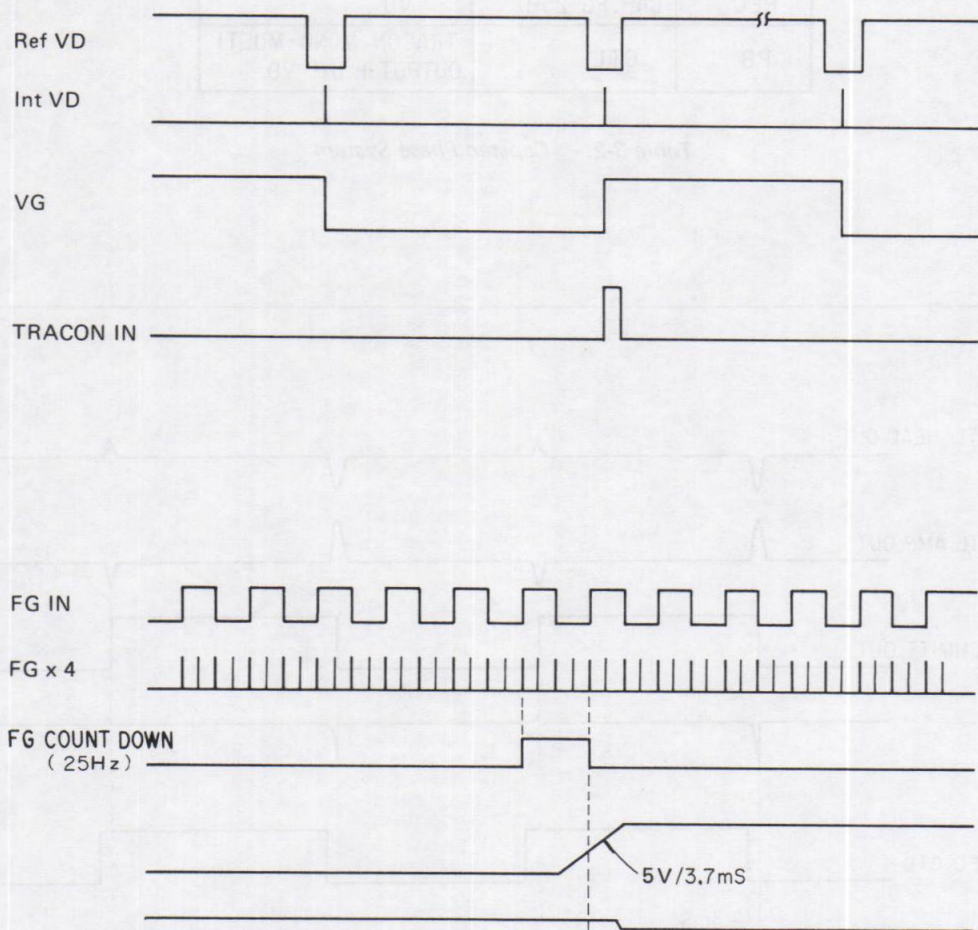 Ref VD
Int VD
VG
TRACON IN
FG IN
FG x 4
FG COUNT DOWN
(25Hz)
5V/3.7mS